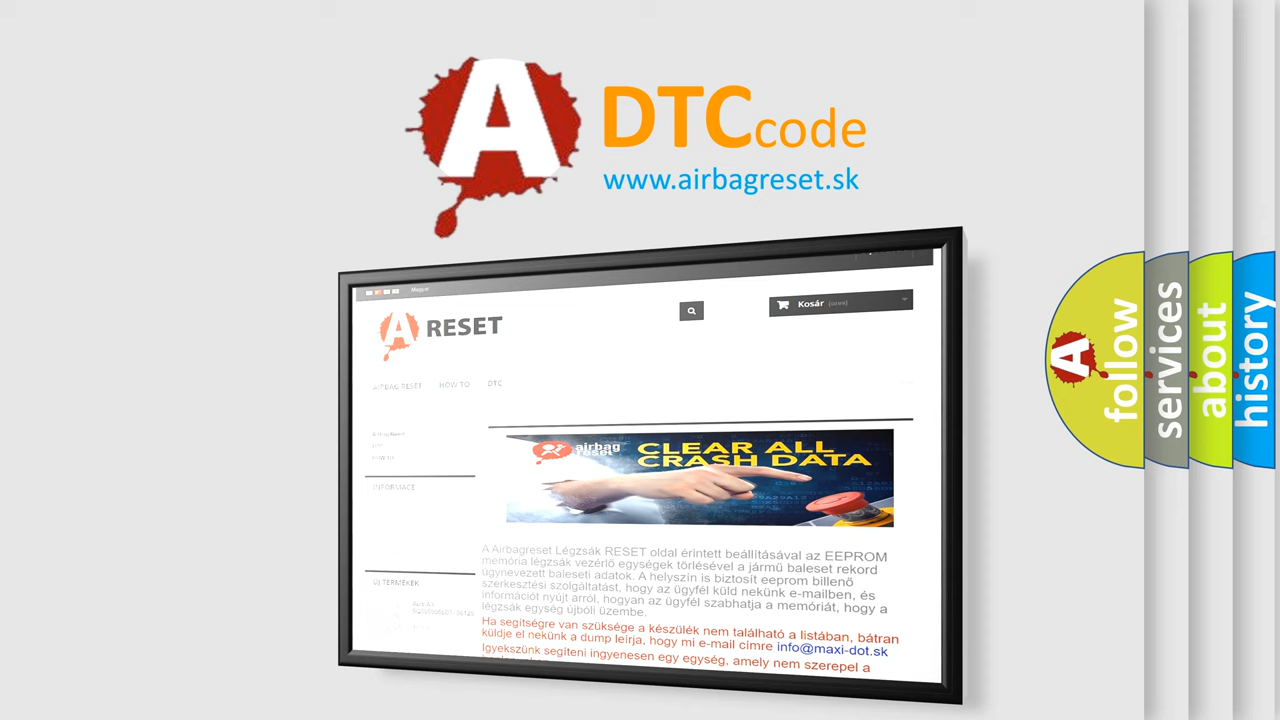 A
DTCcode
www.airbagreset.sk
Magyar
A RESET
Kosár
AIRBAG RESET HOW TO DTC
INFORMACE
airbag
reset
CLEAR ALL
CRASH DATA
A Airbagreset Légzsák RESET oldal érintett beállításával az EEPROM
memória légzsák vezérlő egységek törlésével a jármű baleset rekord
úgynevezett baleseti adatok. A helyszín is biztosít eeprom billenő
szerkesztési szolgáltatást, hogy az ügyfél küld nekünk e-mailben, és
információt nyújt árról, hogyan az ügyfél szabhatja a memóriát, hogy a
légzsák egység újbóli üzembe.
Ha segítségre van szüksége a készülék nem található a listában, bátran
küldje el nekünk a dump leírja, hogy mi e-mail címre info@maxi-dot.sk
Igyekszünk segíteni ingyenesen egy egység, amely nem szerepel a
ÚJ TERMÉKEK
A
follow
services
about
history